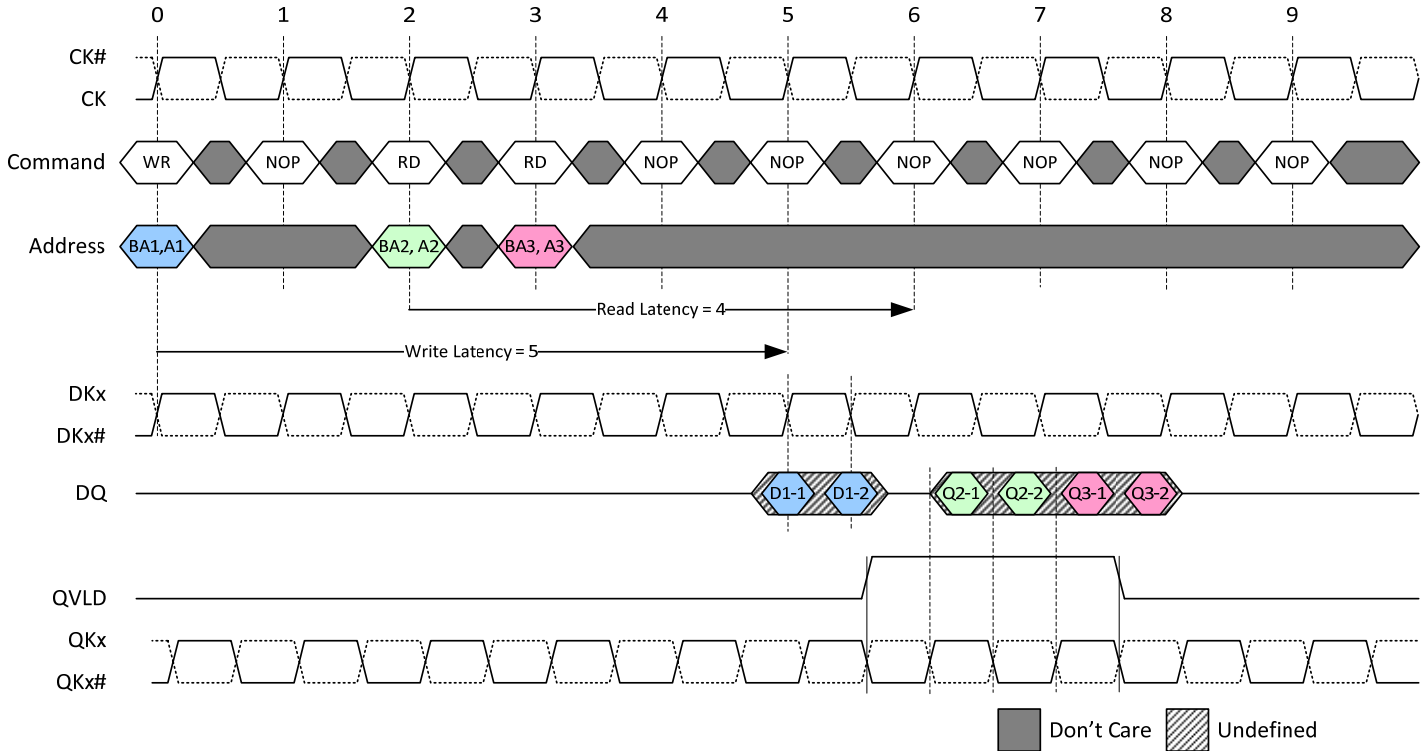 0 1 2 3 4 5 6 7 8 9
CK#
CK
Command WR NOP RD RD NOP NOP NOP NOP NOP NOP
Address BA1,A1 BA2, A2 BA3, A3
Read Latency = 4
Write Latency = 5
DKx
DKx#
DQ D1-1 D1-2 Q2-1 Q2-2 Q3-1 Q3-2
QVLD
QKx
QKx#
Don't Care Undefined